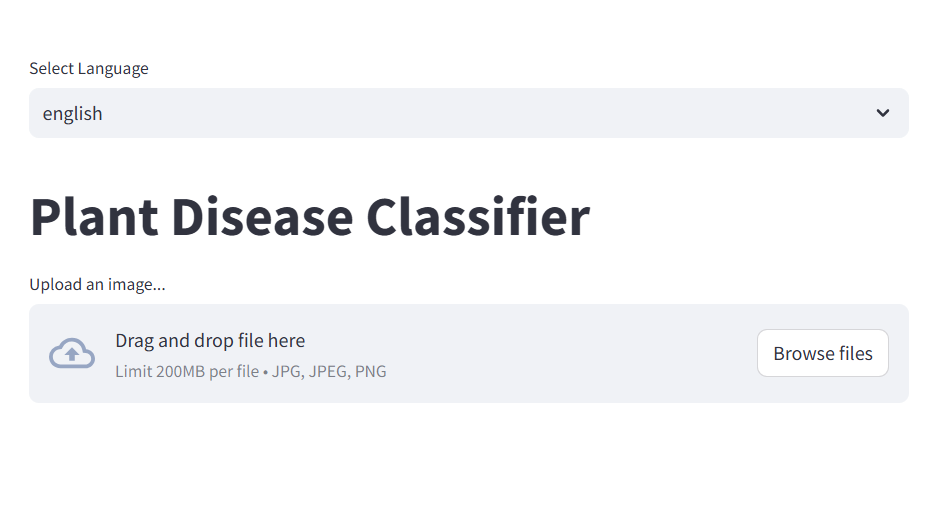 Select Language
english
Plant Disease Classifier
Upload an image...
Drag and drop file here
Limit 200MB per file • JPG, JPEG, PNG
Browse files